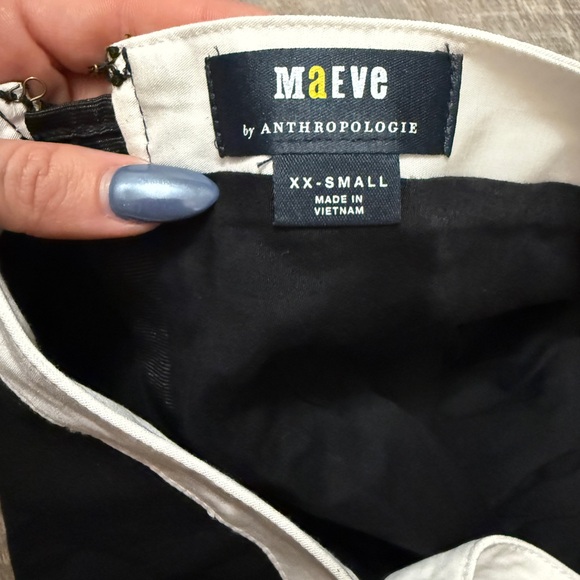 MaEVe
by ANTHROPOLOGIE
XX-SMALL
MADE IN
VIETNAM